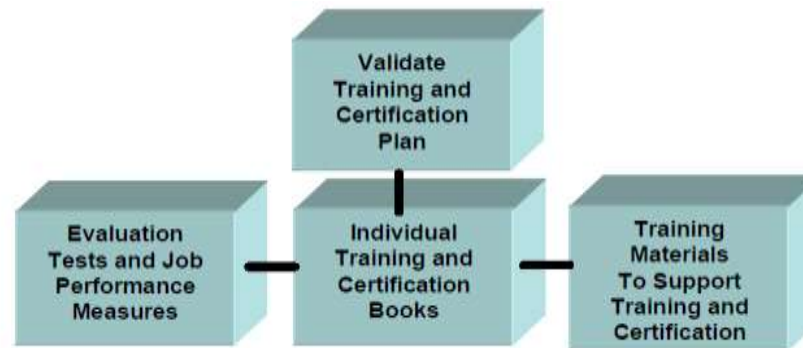 Validate
Training and
Certification
Plan
Evaluation
Tests and Job
Performance
Measures
Individual
Training and
Certification
Books
Training
Materials
To Support
Training and
Certification